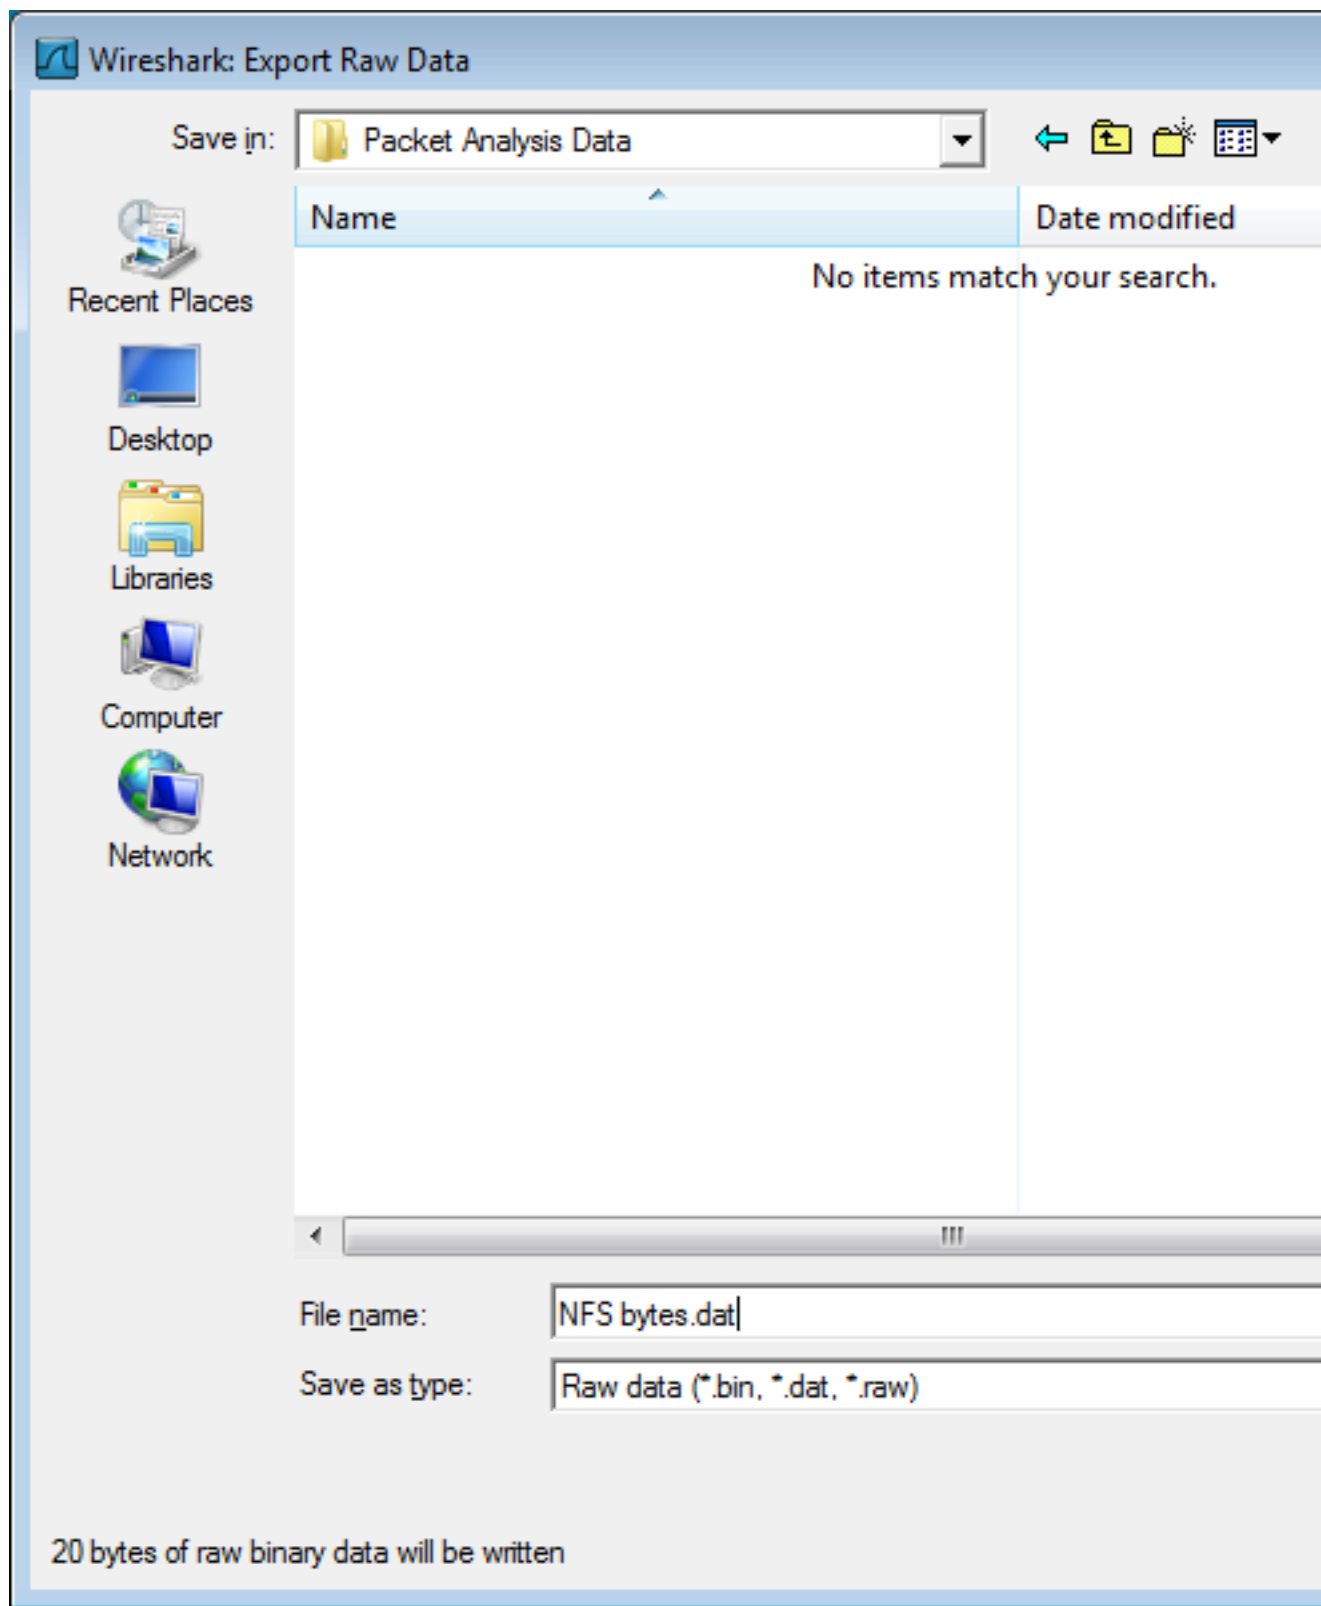 Wireshark: Export Raw Data
Save in: Packet Analysis Data
Name Date modified
No items match your search.
Recent Places
Desktop
Libraries
Computer
Network
File name: NFS bytes.dat
Save as type: Raw data (*.bin, *.dat, *.raw)
20 bytes of raw binary data will be written